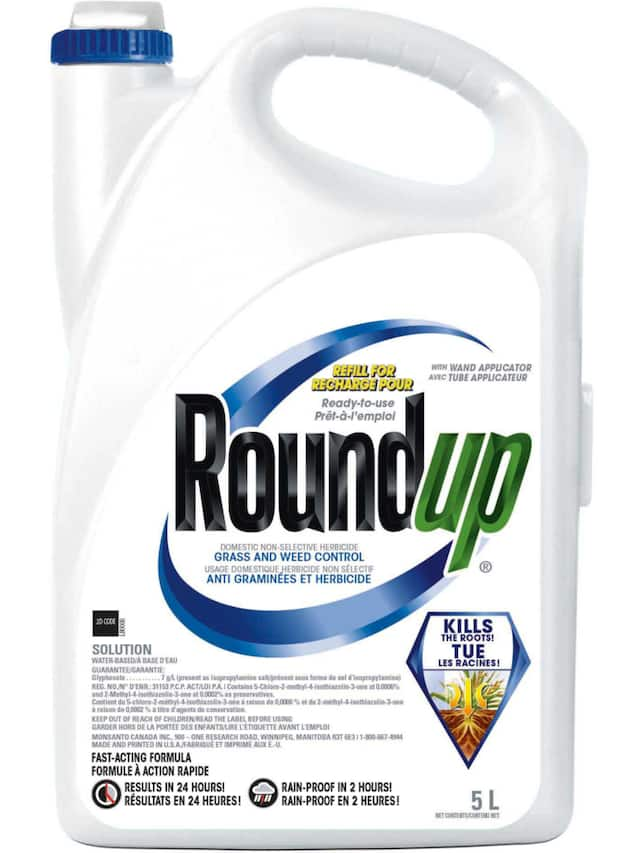 REFILL FOR
RECHARGE POUR
WITH WAND APPLICATOR
AVEC TUBE APPLICATEUR
Ready-to-use
Prêt-à-l'emploi
Roundup
®
DOMESTIC NON-SELECTIVE HERBICIDE
GRASS AND WEED CONTROL
USAGE DOMESTIQUE HERBICIDE NON SÉLECTIF
ANTI GRAMINÉES ET HERBICIDE
KILLS
THE ROOTS!
TUE
LES RACINES!
2D CODE
SOLUTION
WATER-BASED/À BASE D'EAU
GUARANTEE/GARANTIE:
Glyphosate 7 g/L (present as isopropylamine salt/présent sous forme de sel d'isopropylamine)
REG. NO./N° D'ENR.: 31153 P.C.P. ACT/LOI P.A. | Contains 5-Chloro-2-methyl-4-isothiazolin-3-one at 0.0006%
and 2-Methyl-4-isothiazolin-3-one at 0.0002% as preservatives.
Contient du 5-chloro-2-méthyl-4-isothiazolin-3-one à raison de 0,0006 % et du 2-methyl-4-isothiazolin-3-one
à raison de 0,0002 % à titre d'agents de conservation.
KEEP OUT OF REACH OF CHILDREN/READ THE LABEL BEFORE USING
GARDER HORS DE LA PORTÉE DES ENFANTS/LIRE L'ÉTIQUETTE AVANT L'EMPLOI
MONSANTO CANADA INC., 900 - ONE RESEARCH ROAD, WINNIPEG, MANITOBA R3T 6E3 | 1-800-667-4944
MADE AND PRINTED IN U.S.A./FABRIQUÉ ET IMPRIMÉ AUX É.-U.
FAST-ACTING FORMULA
FORMULE À ACTION RAPIDE
RESULTS IN 24 HOURS!
RÉSULTATS EN 24 HEURES!
RAIN-PROOF IN 2 HOURS!
RAIN-PROOF EN 2 HEURES!
5 L
NET CONTENTS/CONTENU NET